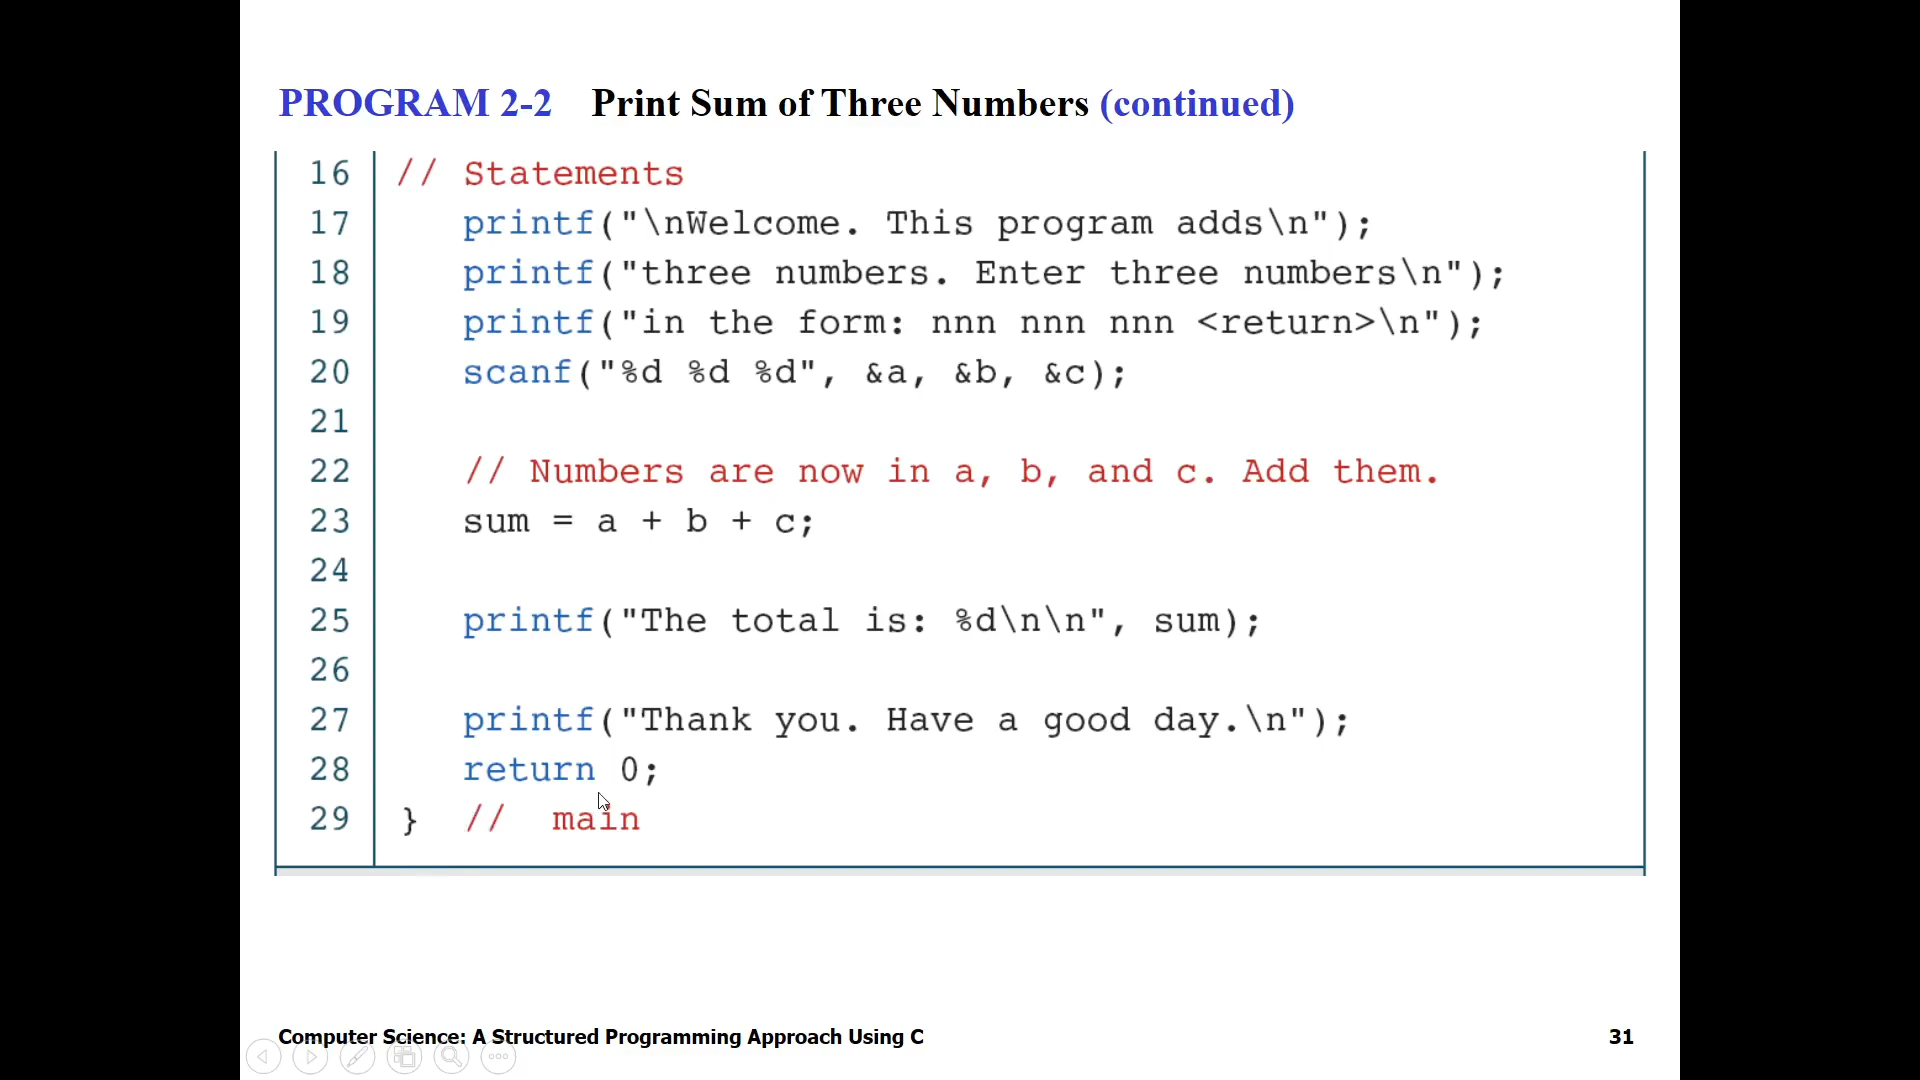 PROGRAM 2-2 Print Sum of Three Numbers (continued)
16 // Statements
17 printf("\nWelcome. This program adds\n");
18 printf("three numbers. Enter three numbers\n");
19 printf("in the form: nnn nnn nnn <return>\n");
20 scanf("%d %d %d", &a, &b, &c);
21
22 // Numbers are now in a, b, and c. Add them.
23 sum = a + b + c;
24
25 printf("The total is: %d\n\n", sum);
26
27 printf("Thank you. Have a good day.\n");
28 return 0;
29 } // main
Computer Science: A Structured Programming Approach Using C 31